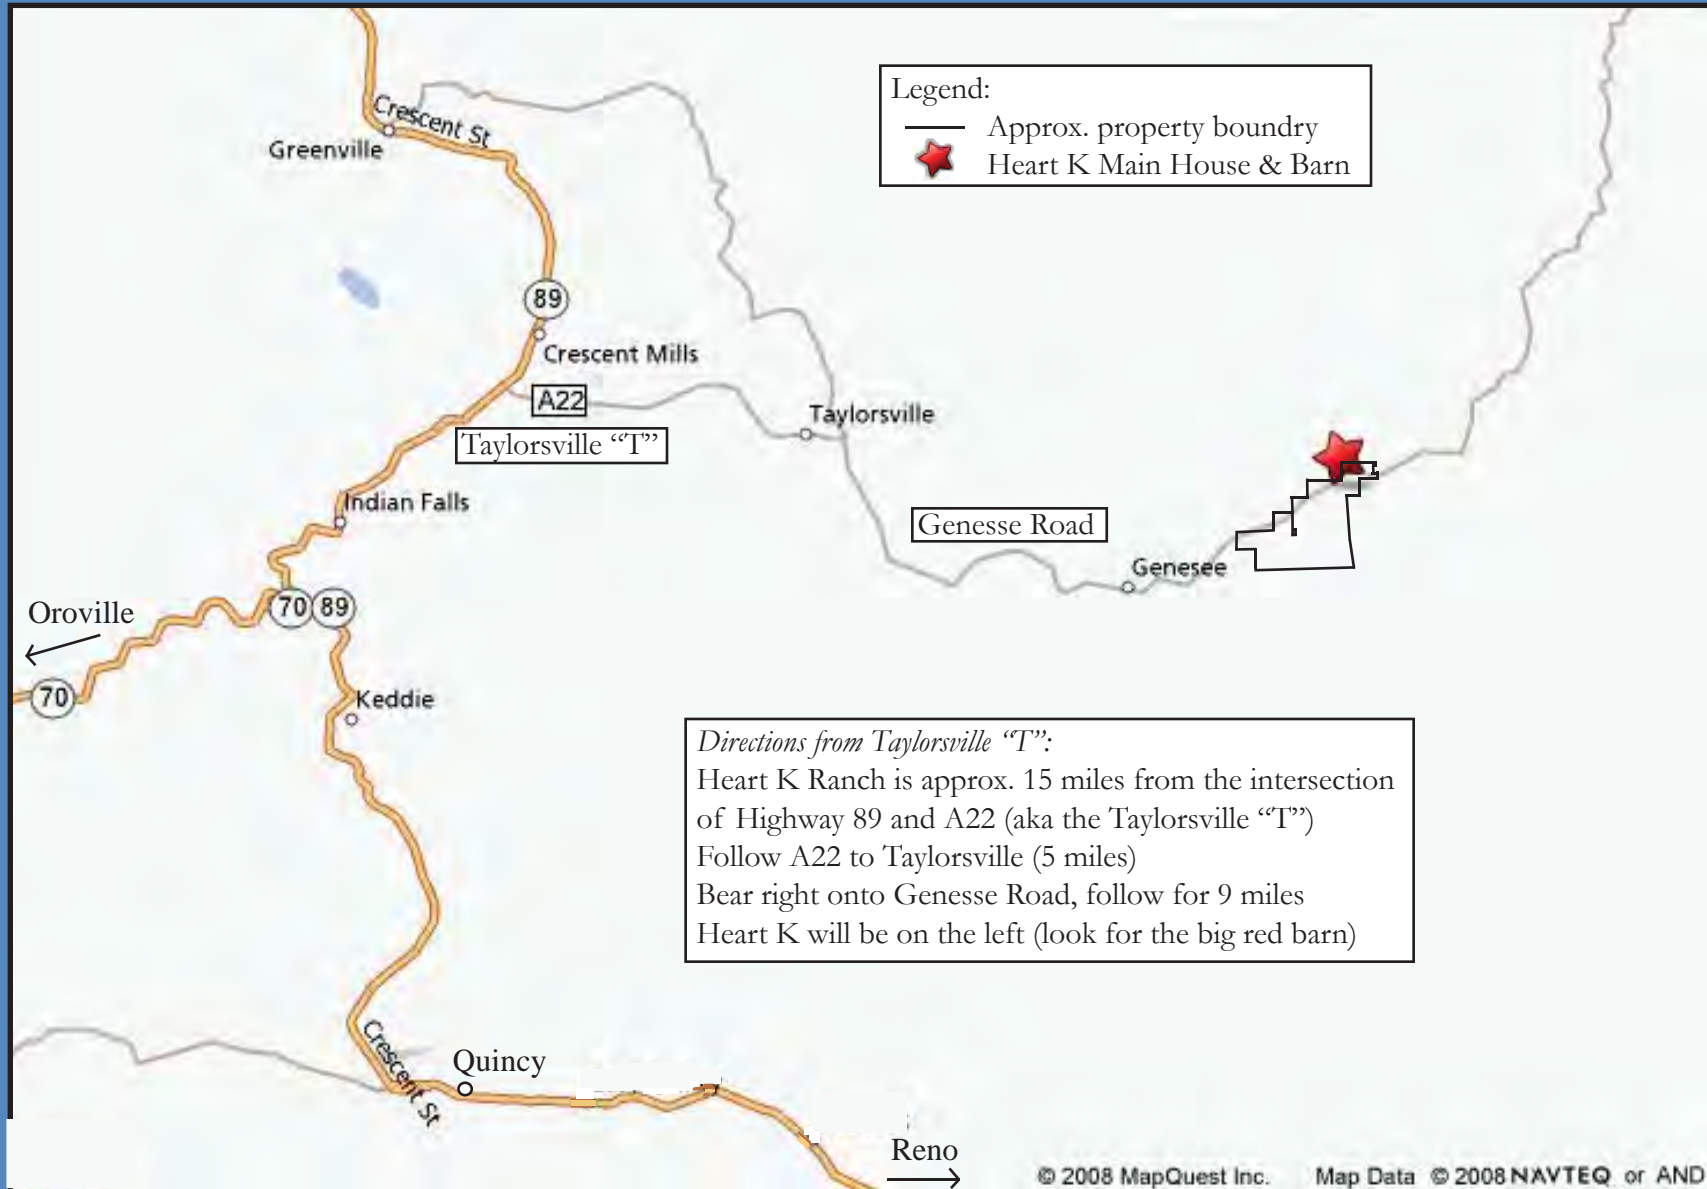 Legend:
Approx. property boundry
Heart K Main House & Barn
Crescent St
Greenville
89
Crescent Mills
A22
Taylorsville
Taylorsville “T”
Indian Falls
Genesse Road
Genesee
Oroville
70 89
70
Keddie
Directions from Taylorsville “T”:
Heart K Ranch is approx. 15 miles from the intersection
of Highway 89 and A22 (aka the Taylorsville “T”)
Follow A22 to Taylorsville (5 miles)
Bear right onto Genesse Road, follow for 9 miles
Heart K will be on the left (look for the big red barn)
Crescent St
Quincy
Reno
© 2008 MapQuest Inc. Map Data © 2008 NAVTEQ or AND